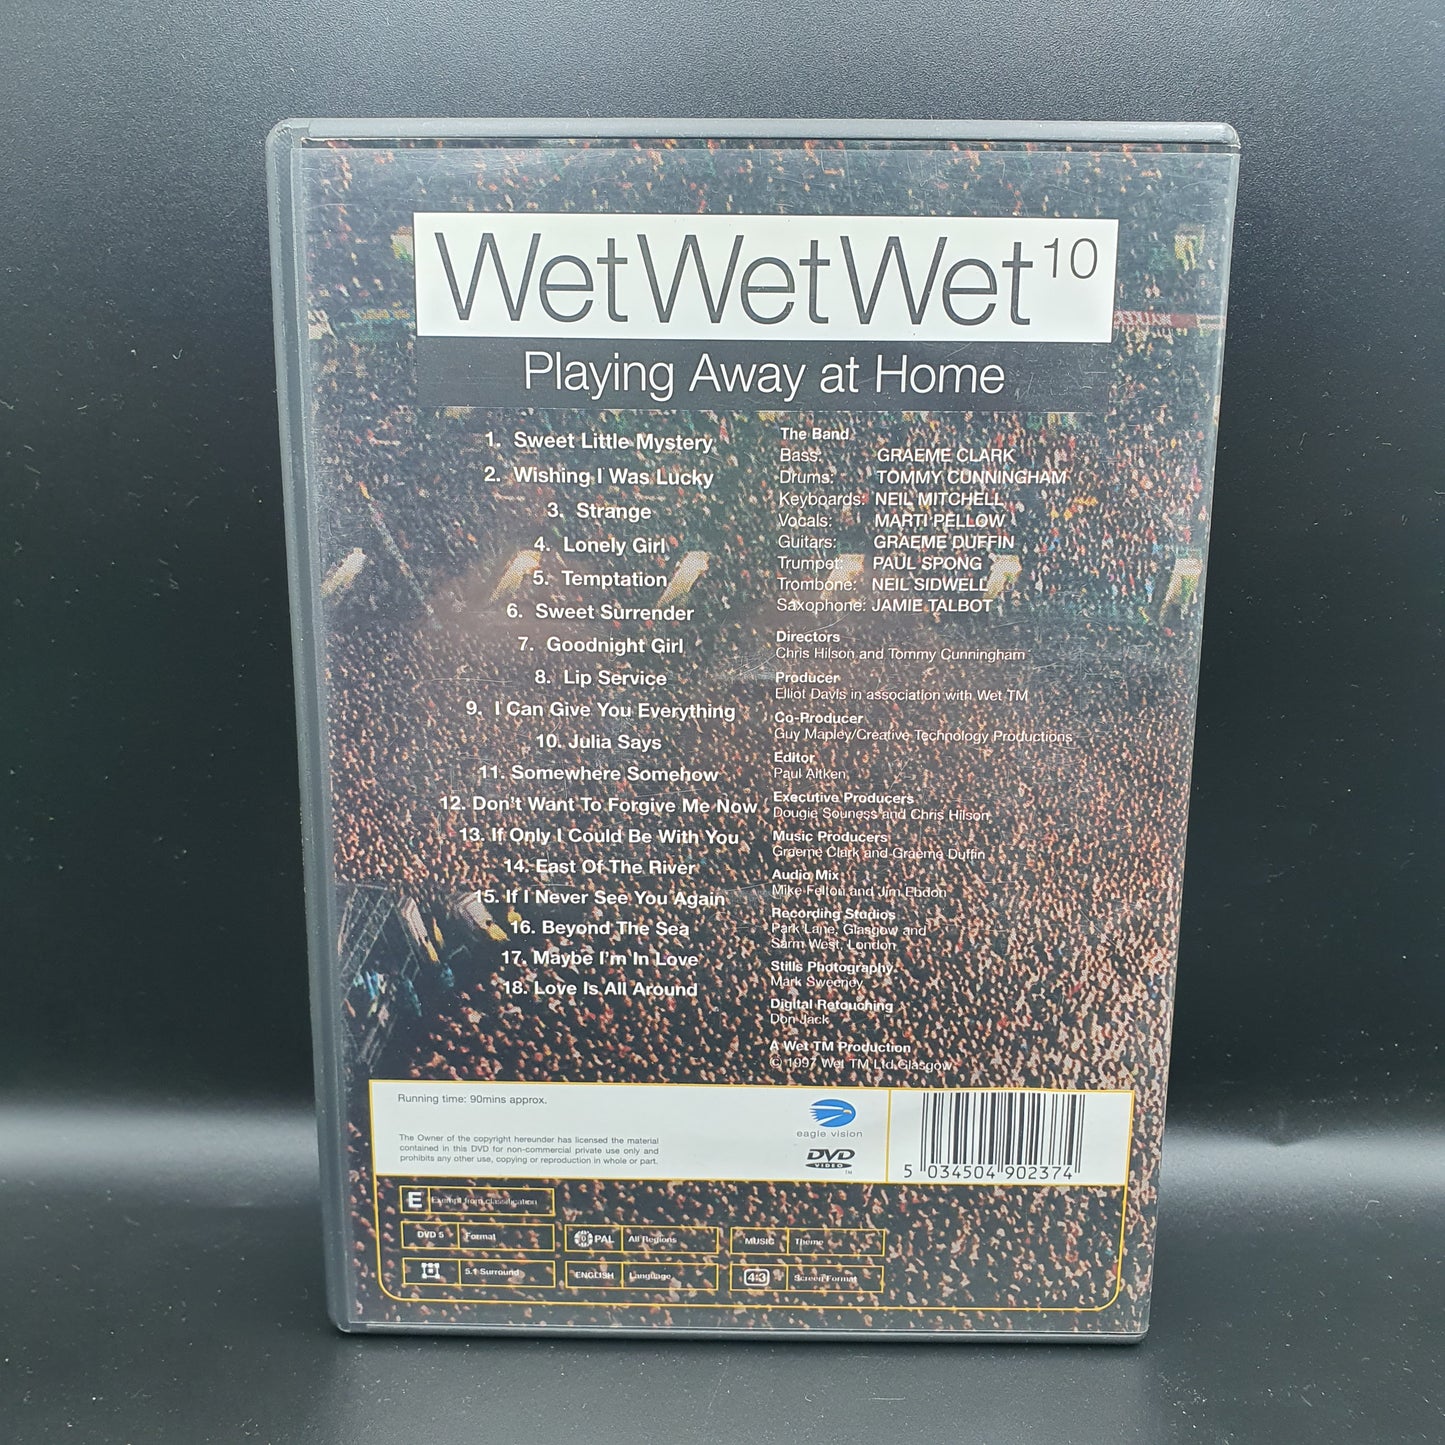 WetWetWet10
Playing Away at Home
1. Sweet Little Mystery
2. Wishing I Was Lucky
3. Strange
4. Lonely Girl
5. Temptation
6. Sweet Surrender
7. Goodnight Girl
8. Lip Service
9. I Can Give You Everything
10. Julia Says
11. Somewhere Somehow
12. Don't Want To Forgive Me Now
13. If Only I Could Be With You
14. East Of The River
15. If I Never See You Again
16. Beyond The Sea
17. Maybe I'm In Love
18. Love Is All Around
The Band
Bass: GRAEME CLARK
Drums: TOMMY CUNNINGHAM
Keyboards: NEIL MITCHELL
Vocals: MARTI PELLOW
Guitars: GRAEME DUFFIN
Trumpet: PAUL SPONG
Trombone: NEIL SIDWELL
Saxophone: JAMIE TALBOT
Directors
Chris Hilson and Tommy Cunningham
Producer
Elliot Davis in association with Wet TM
Co-Producer
Guy Mapley/Creative Technology Productions
Editor
Paul Aitken
Executive Producers
Dougie Souness and Chris Hilson
Music Producers
Graeme Clark and Graeme Duffin
Audio Mix
Mike Felton and Jim Ebdon
Recording Studios
Park Lane, Glasgow and
Sarm West, London
Stills Photography
Mark Sweeney
Digital Retouching
Don Jack
A Wet TM Production
© 1997 Wet TM Ltd Glasgow
Running time: 90mins approx.
The Owner of the copyright hereunder has licensed the material
contained in this DVD for non-commercial private use only and
prohibits any other use, copying or reproduction in whole or part.
eagle vision
DVD
VIDEO
TM
5 034504 902374
E Exempt from classification
DVD 5 Format
0 PAL All Regions
MUSIC Theme
5.1 Surround
ENGLISH Language
4:3 Screen Format